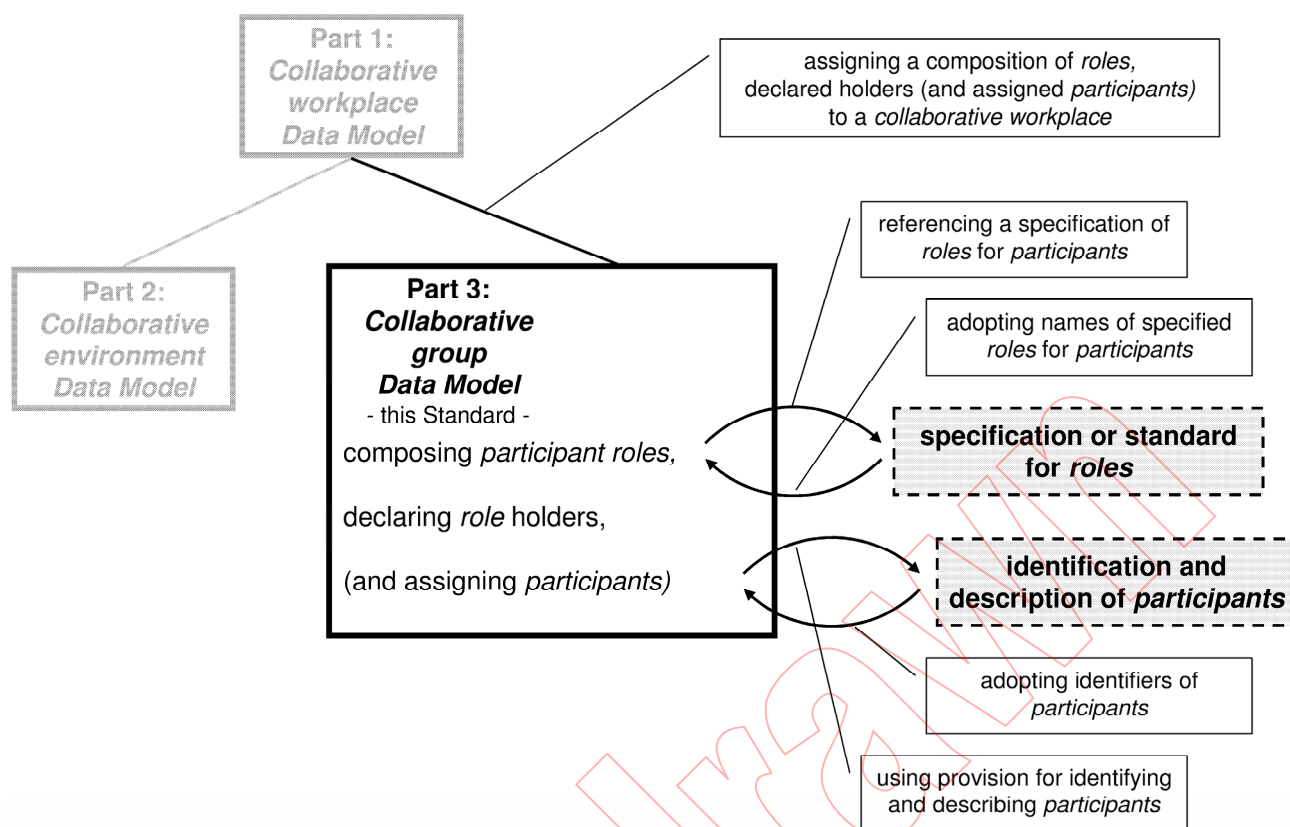 Part 1:
Collaborative
workplace
Data Model
assigning a composition of roles,
declared holders (and assigned participants)
to a collaborative workplace
referencing a specification of
roles for participants
Part 2:
Collaborative
environment
Data Model
Part 3:
Collaborative
group
Data Model
- this Standard -
composing participant roles,
declaring role holders,
(and assigning participants)
adopting names of specified
roles for participants
specification or standard
for roles
identification and
description of participants
adopting identifiers of
participants
using provision for identifying
and describing participants